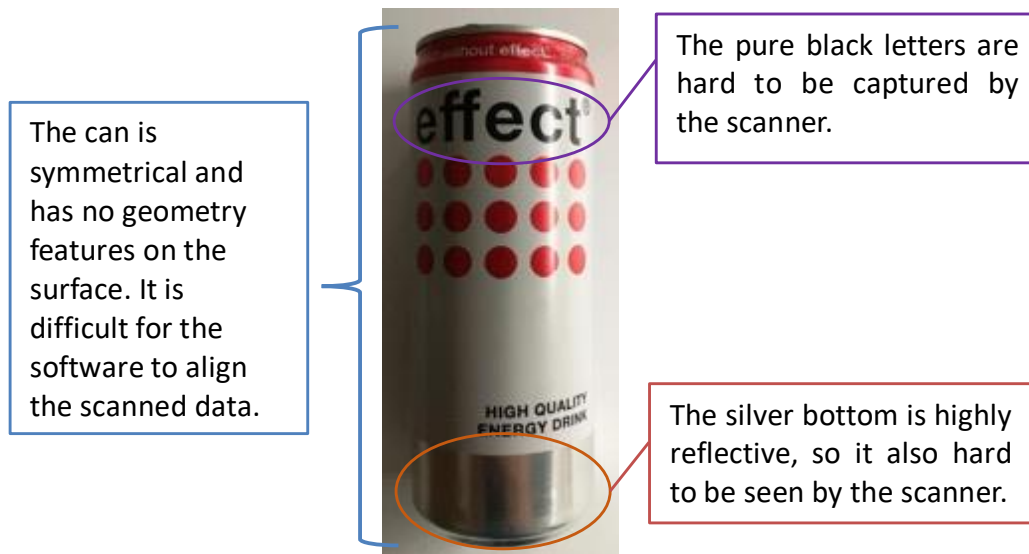 The can is
symmetrical and
has no geometry
features on the
surface. It is
difficult for the
software to align
the scanned data.
without effect
effect®
HIGH QUALITY
ENERGY DRINK
The pure black letters are
hard to be captured by
the scanner.
The silver bottom is highly
reflective, so it also hard
to be seen by the scanner.